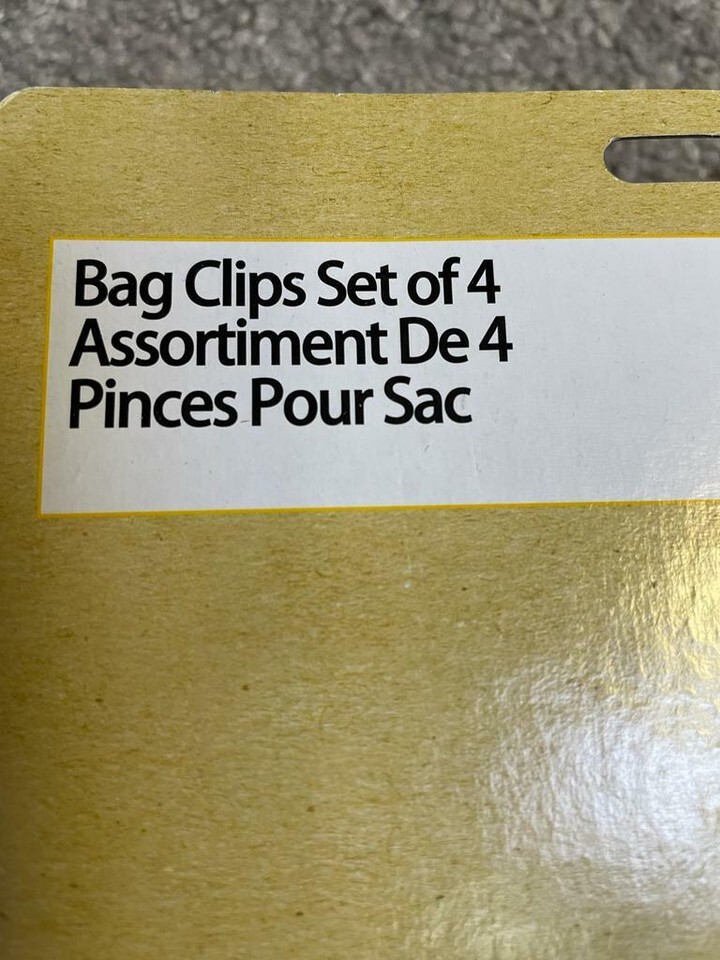 Bag Clips Set of 4
Assortiment De 4
Pinces Pour Sac